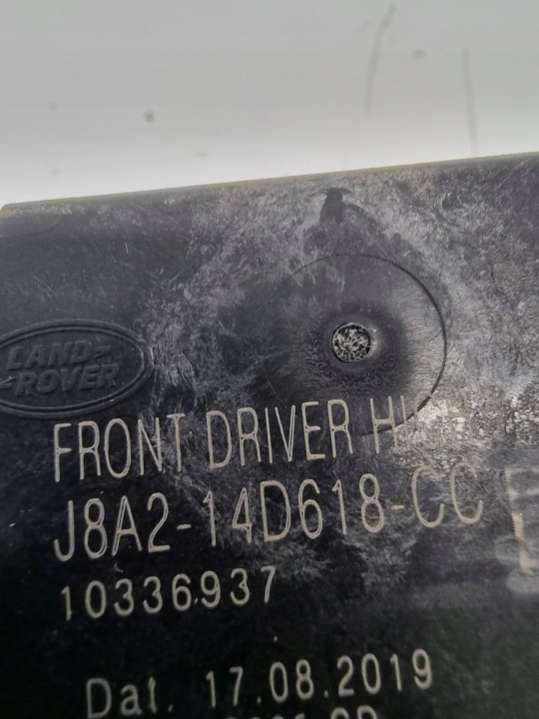 LAND
ROVER
FRONT DRIVER
J8A2-14D618-CC
10336937
Dat. 17.08.2019